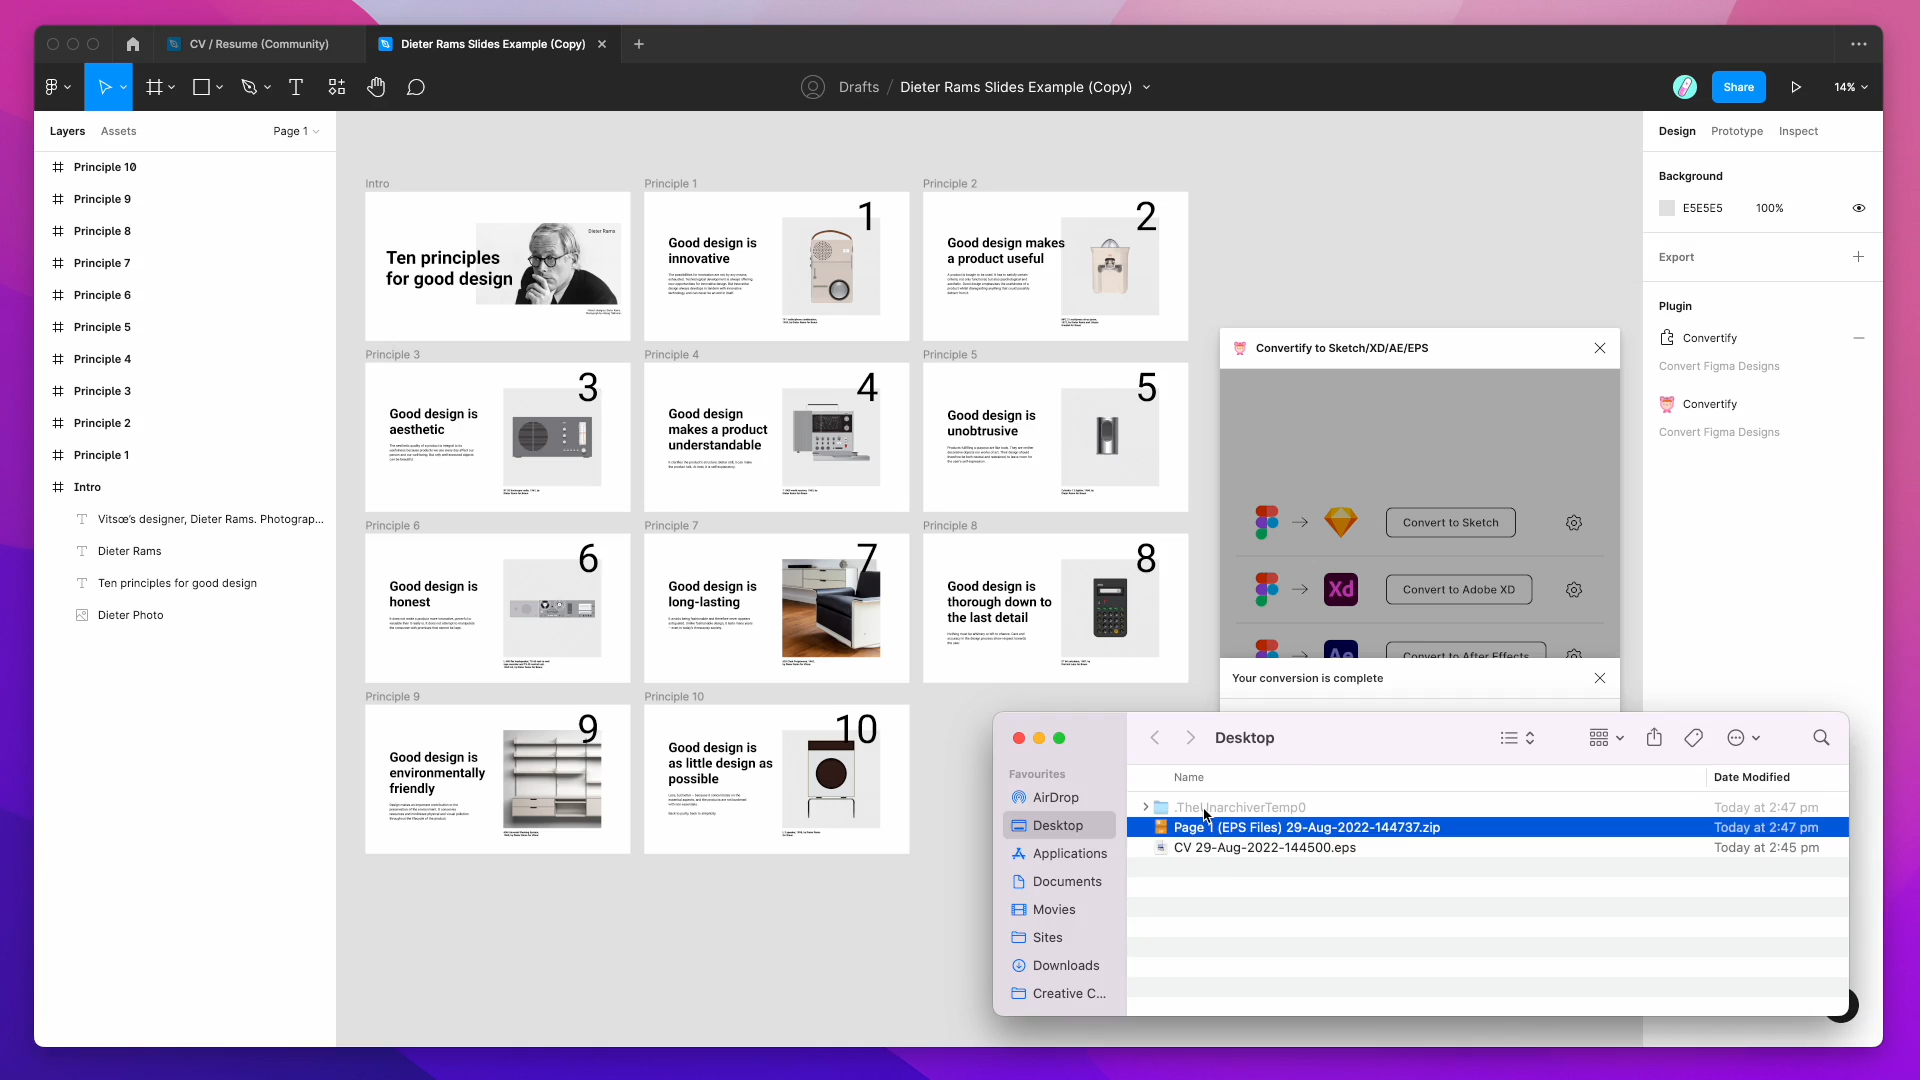 CV / Resume (Community)
Dieter Rams Slides Example (Copy)
Drafts / Dieter Rams Slides Example (Copy)
Share
14%
Layers
Assets
Page 1
Principle 10
Principle 9
Principle 8
Principle 7
Principle 6
Principle 5
Principle 4
Principle 3
Principle 2
Principle 1
Intro
Vitsœ's designer, Dieter Rams. Photograp...
Dieter Rams
Ten principles for good design
Dieter Photo
Intro
Ten principles
for good design
Dieter Rams
Principle 1
1
Good design is
innovative
Principle 2
2
Good design makes
a product useful
Principle 3
3
Good design is
aesthetic
Principle 4
4
Good design
makes a product
understandable
Principle 5
5
Good design is
unobtrusive
Principle 6
6
Good design is
honest
Principle 7
7
Good design is
long-lasting
Principle 8
8
Good design is
thorough down to
the last detail
Principle 9
9
Good design is
environmentally
friendly
Principle 10
10
Good design is
as little design as
possible
Design
Prototype
Inspect
Background
E5E5E5
100%
Export
Plugin
Convertify
Convert Figma Designs
Convertify
Convert Figma Designs
Convertify to Sketch/XD/AE/EPS
Convert to Sketch
Xd
Convert to Adobe XD
Ae
Convert to After Effects
Your conversion is complete
Desktop
Favourites
AirDrop
Desktop
Applications
Documents
Movies
Sites
Downloads
Creative C...
Name
Date Modified
.TheUnarchiverTemp0
Today at 2:47 pm
Page 1 (EPS Files) 29-Aug-2022-144737.zip
Today at 2:47 pm
CV 29-Aug-2022-144500.eps
Today at 2:45 pm